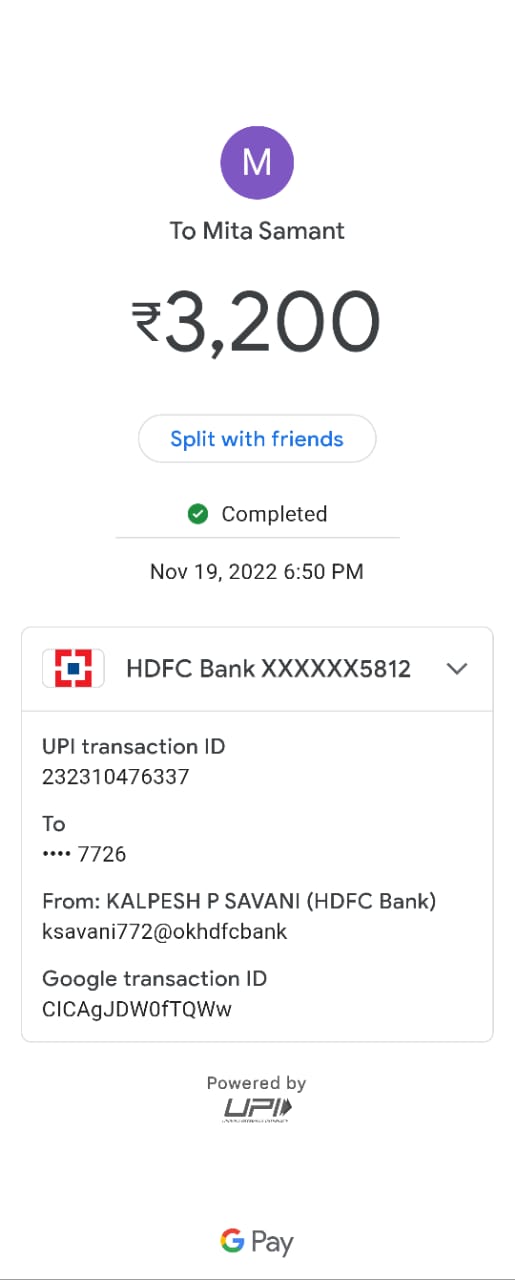 M
To Mita Samant
₹3,200
Split with friends
Completed
Nov 19, 2022 6:50 PM
HDFC Bank XXXXXX5812
UPI transaction ID
232310476337
To
•••• 7726
From: KALPESH P SAVANI (HDFC Bank)
ksavani772@okhdfcbank
Google transaction ID
CICAgJDW0fTQWw
Powered by
UPI
G Pay